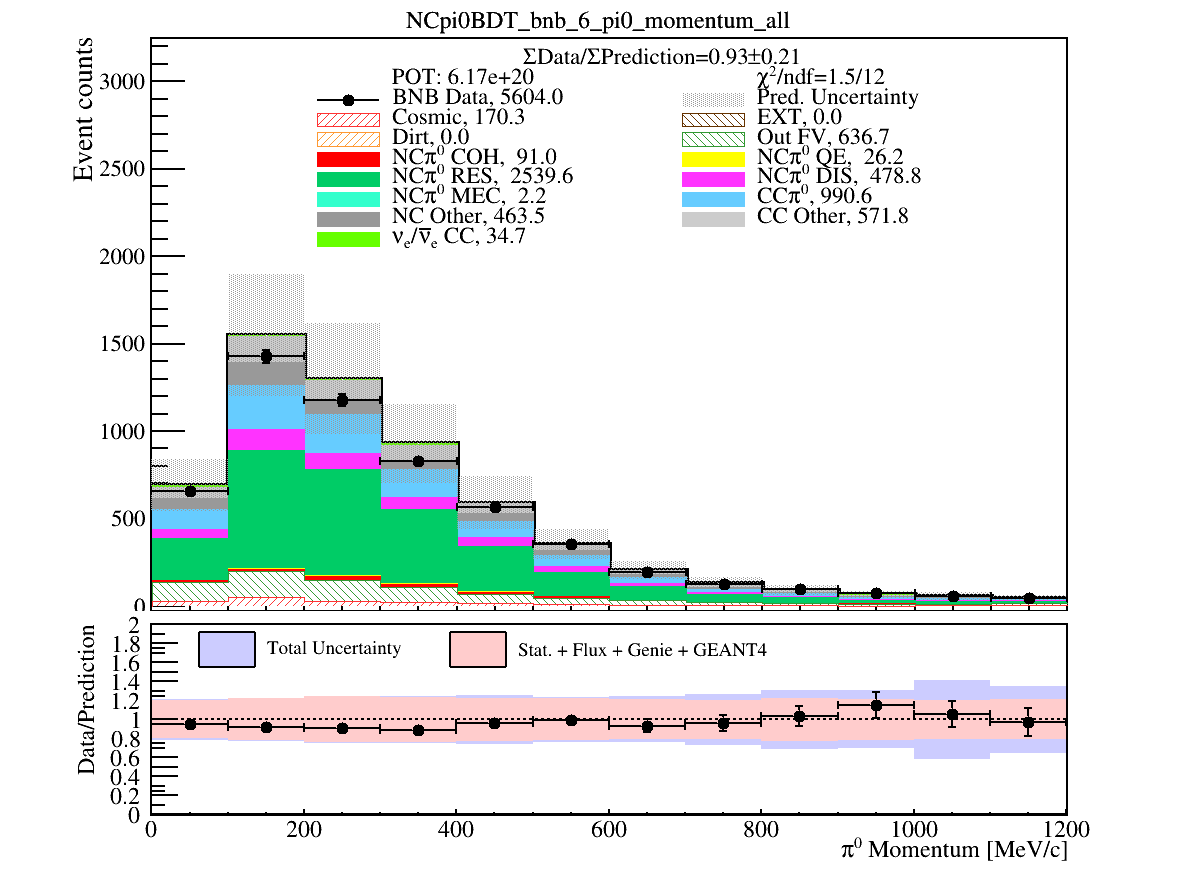 NCpi0BDT_bnb_6_pi0_momentum_all
ΣData/ΣPrediction=0.93±0.21
POT: 6.17e+20
χ²/ndf=1.5/12
BNB Data, 5604.0
Pred. Uncertainty
Cosmic, 170.3
EXT, 0.0
Dirt, 0.0
Out FV, 636.7
NCπ⁰ COH, 91.0
NCπ⁰ QE, 26.2
NCπ⁰ RES, 2539.6
NCπ⁰ DIS, 478.8
NCπ⁰ MEC, 2.2
CCπ⁰, 990.6
NC Other, 463.5
CC Other, 571.8
νₑ/ν̅ₑ CC, 34.7
Event counts
3000
2500
2000
1500
1000
500
0
Total Uncertainty
Stat. + Flux + Genie + GEANT4
Data/Prediction
2
1.8
1.6
1.4
1.2
1
0.8
0.6
0.4
0.2
0
0 200 400 600 800 1000 1200
π⁰ Momentum [MeV/c]